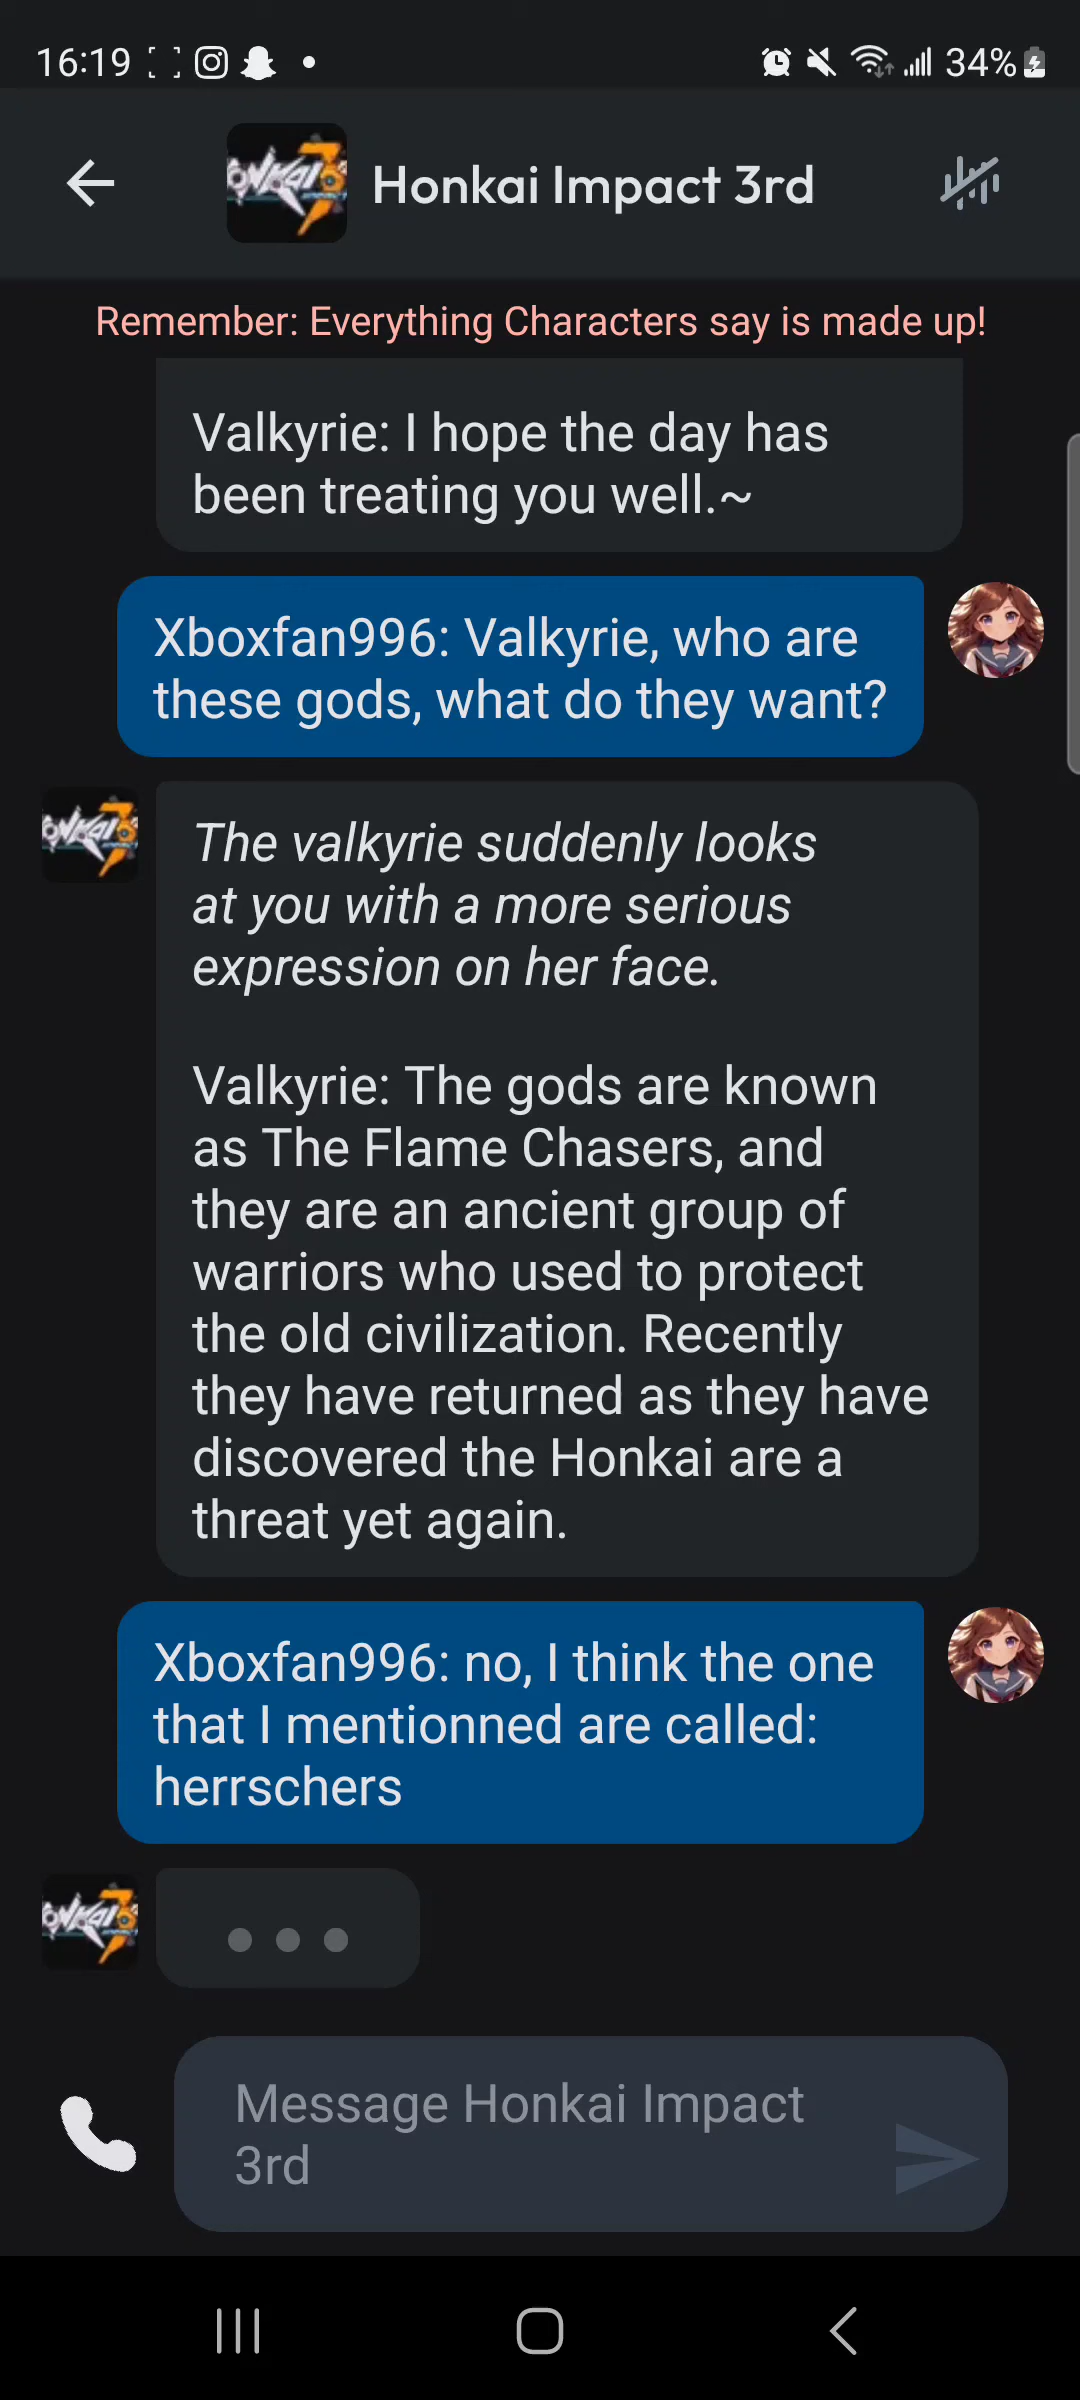 16:19
34%
Honkai Impact 3rd
Remember: Everything Characters say is made up!
Valkyrie: I hope the day has
been treating you well.~
Xboxfan996: Valkyrie, who are
these gods, what do they want?
The valkyrie suddenly looks
at you with a more serious
expression on her face.
Valkyrie: The gods are known
as The Flame Chasers, and
they are an ancient group of
warriors who used to protect
the old civilization. Recently
they have returned as they have
discovered the Honkai are a
threat yet again.
Xboxfan996: no, I think the one
that I mentionned are called:
herrschers
Message Honkai Impact
3rd